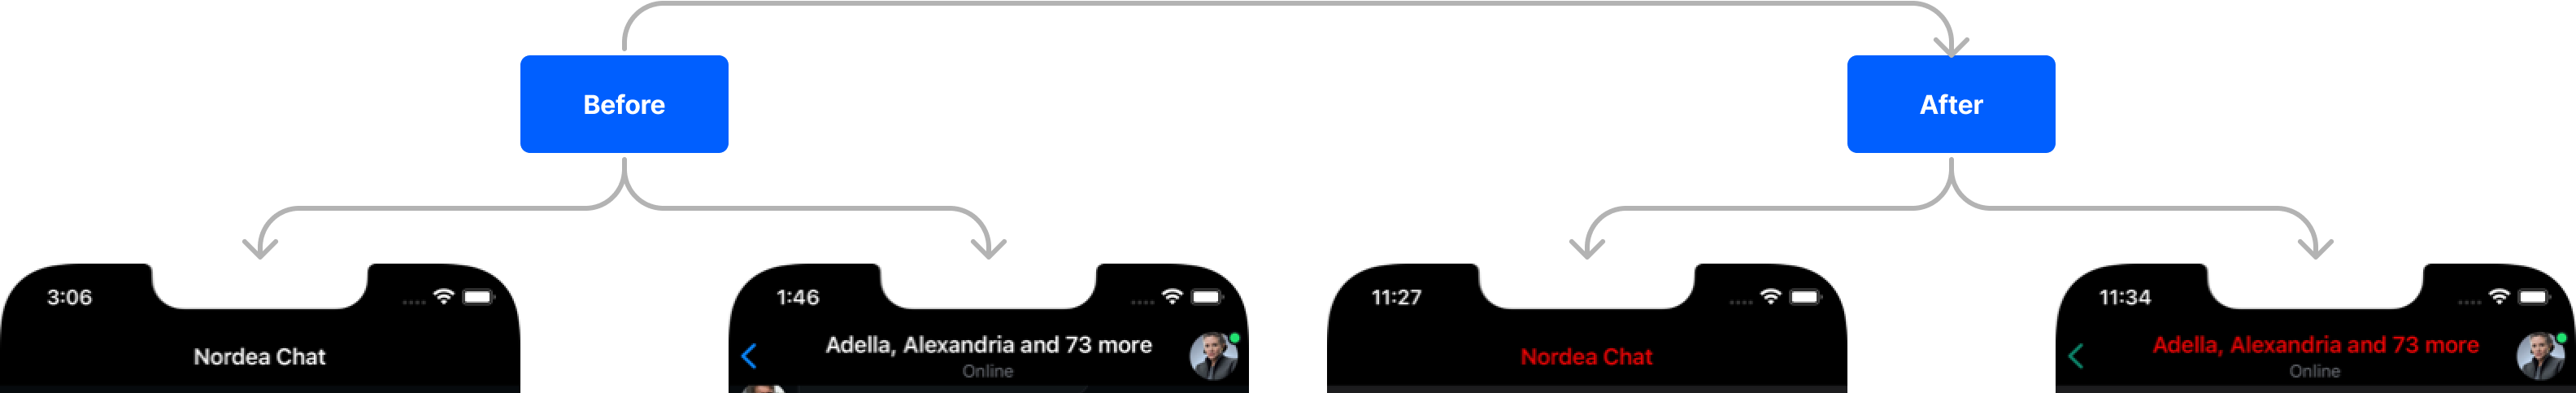 Before
After
3:06
Nordea Chat
1:46
Adella, Alexandria and 73 more
Online
11:27
Nordea Chat
11:34
Adella, Alexandria and 73 more
Online